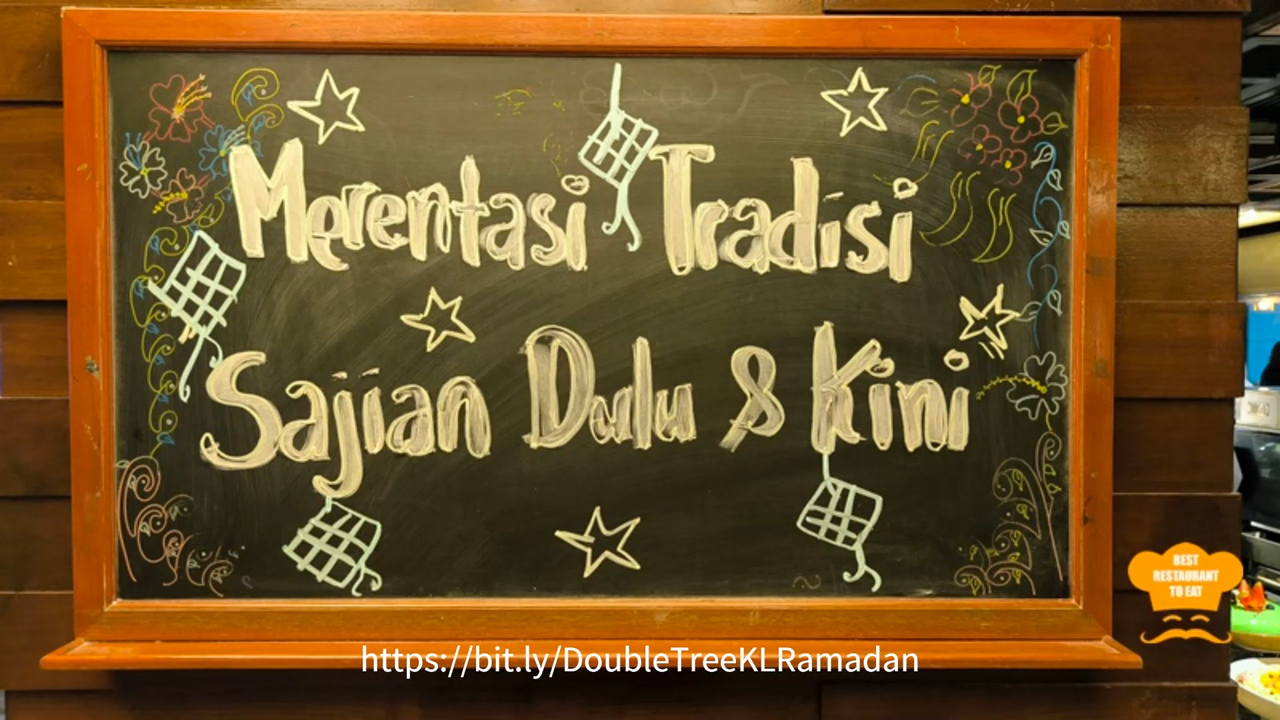 Merentasi Tradisi
Sajian Dulu & Kini
BEST
RESTAURANT
TO EAT
https://bit.ly/DoubleTreeKLRamadan